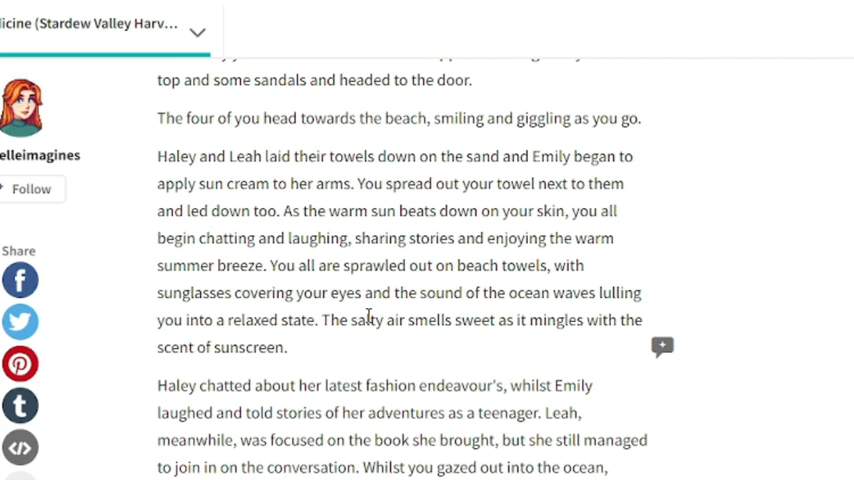 dicine (Stardew Valley Harv...
top and some sandals and headed to the door.
The four of you head towards the beach, smiling and giggling as you go.
elleimagines
Follow
Haley and Leah laid their towels down on the sand and Emily began to
apply sun cream to her arms. You spread out your towel next to them
and led down too. As the warm sun beats down on your skin, you all
begin chatting and laughing, sharing stories and enjoying the warm
summer breeze. You all are sprawled out on beach towels, with
sunglasses covering your eyes and the sound of the ocean waves lulling
you into a relaxed state. The salty air smells sweet as it mingles with the
scent of sunscreen.
Share
Haley chatted about her latest fashion endeavour's, whilst Emily
laughed and told stories of her adventures as a teenager. Leah,
meanwhile, was focused on the book she brought, but she still managed
to join in on the conversation. Whilst you gazed out into the ocean,